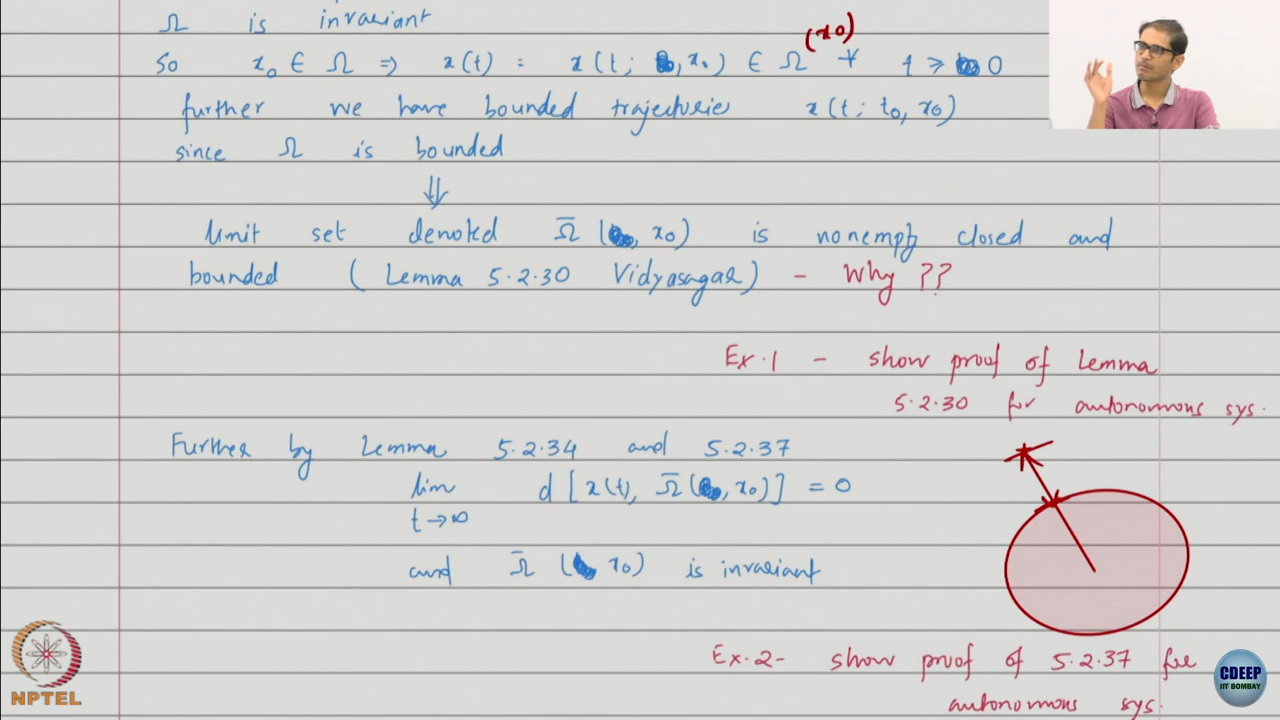 Ω is invariant
So x₀ ∈ Ω ⇒ x(t) = x(t; , x₀) ∈ Ω (x0) ∀ t ≥ 0
further we have bounded trajectories x(t; t0, x0)
since Ω is bounded
⇓
limit set denoted Ω̄ ( , x0) is nonempty closed and
bounded ( Lemma 5.2.30 Vidyasagar) - Why ??
Ex.1 - show proof of Lemma
5.2.30 for autonomous sys.
Further by Lemma 5.2.34 and 5.2.37
lim d [x(t), Ω̄( , x0)] = 0
t→∞
and Ω̄ ( x0) is invariant
Ex.2- show proof of 5.2.37 for
autonomous sys.
NPTEL
CDEEP
IIT BOMBAY